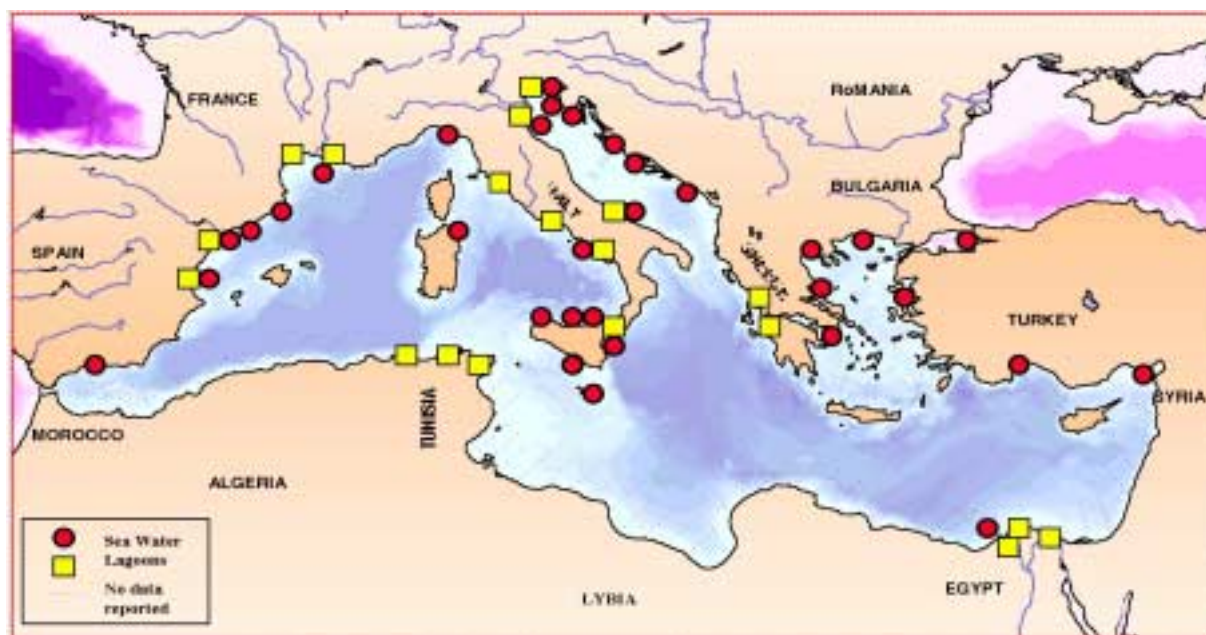 FRANCE
RoMANIA
BULGARIA
ITALY
SPAIN
GREECE
TURKEY
SYRIA
MOROCCO
TUNISIA
ALGERIA
Sea Water
Lagoons
No data
reported
EGYPT
LYBIA